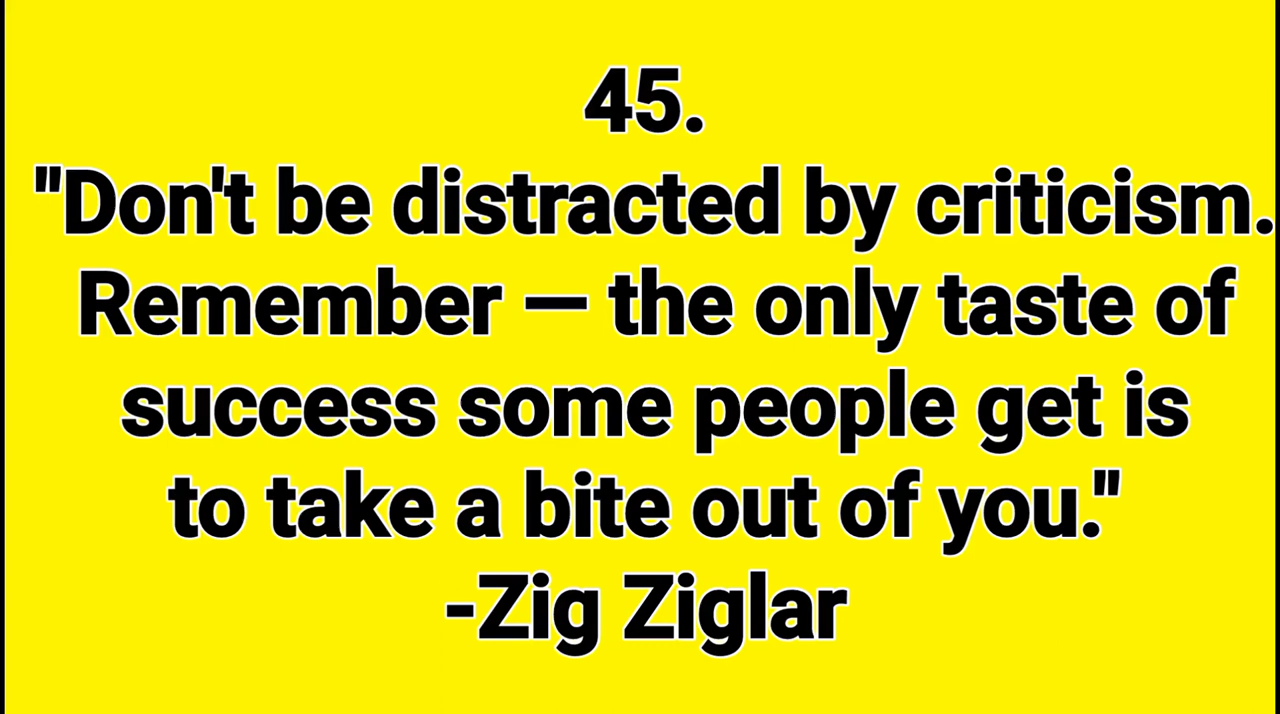 45.
"Don't be distracted by criticism.
Remember — the only taste of
success some people get is
to take a bite out of you."
-Zig Ziglar